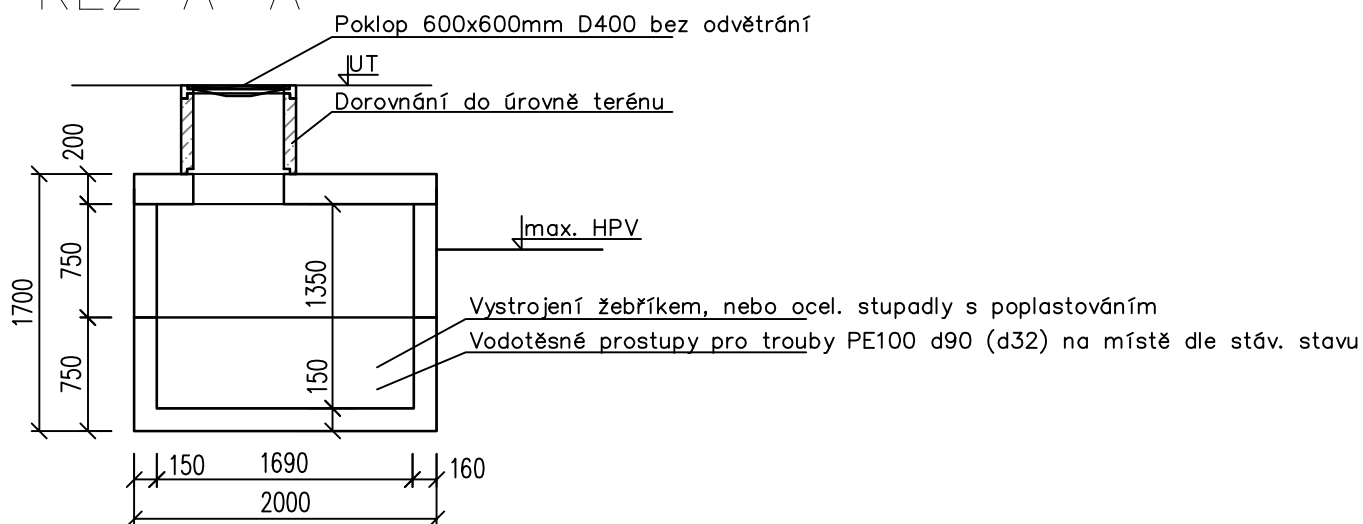 ŘEZ A-A
Poklop 600x600mm D400 bez odvětrání
UT
Dorovnání do úrovně terénu
200
max. HPV
750
1350
1700
Vystrojení žebříkem, nebo ocel. stupadly s poplastováním
Vodotěsné prostupy pro trouby PE100 d90 (d32) na místě dle stáv. stavu
750
150
150
1690
160
2000